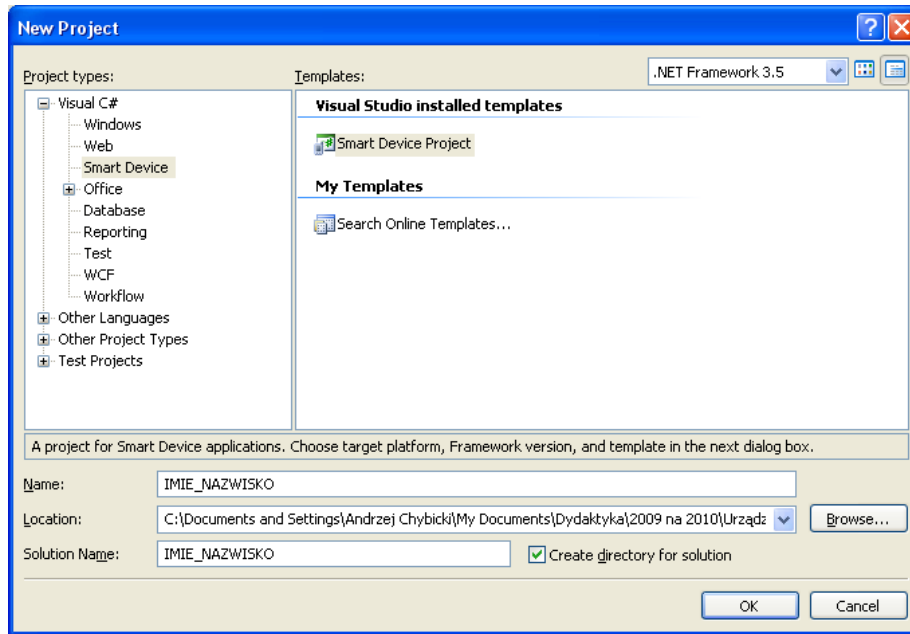 New Project
Project types:
Templates:
.NET Framework 3.5
Visual C#
Windows
Web
Smart Device
Office
Database
Reporting
Test
WCF
Workflow
Other Languages
Other Project Types
Test Projects
Visual Studio installed templates
Smart Device Project
My Templates
Search Online Templates...
A project for Smart Device applications. Choose target platform, Framework version, and template in the next dialog box.
Name:
IMIE_NAZWISKO
Location:
C:\Documents and Settings\Andrzej Chybicki\My Documents\Dydaktyka\2009 na 2010\Urządz
Browse...
Solution Name:
IMIE_NAZWISKO
Create directory for solution
OK
Cancel